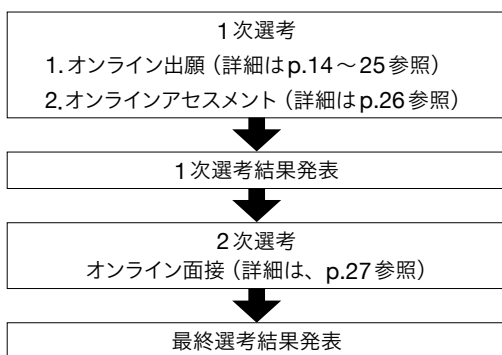 1次選考
1.オンライン出願（詳細はp.14～25参照）
2.オンラインアセスメント（詳細はp.26参照）
1次選考結果発表
2次選考
オンライン面接（詳細は、p.27参照）
最終選考結果発表